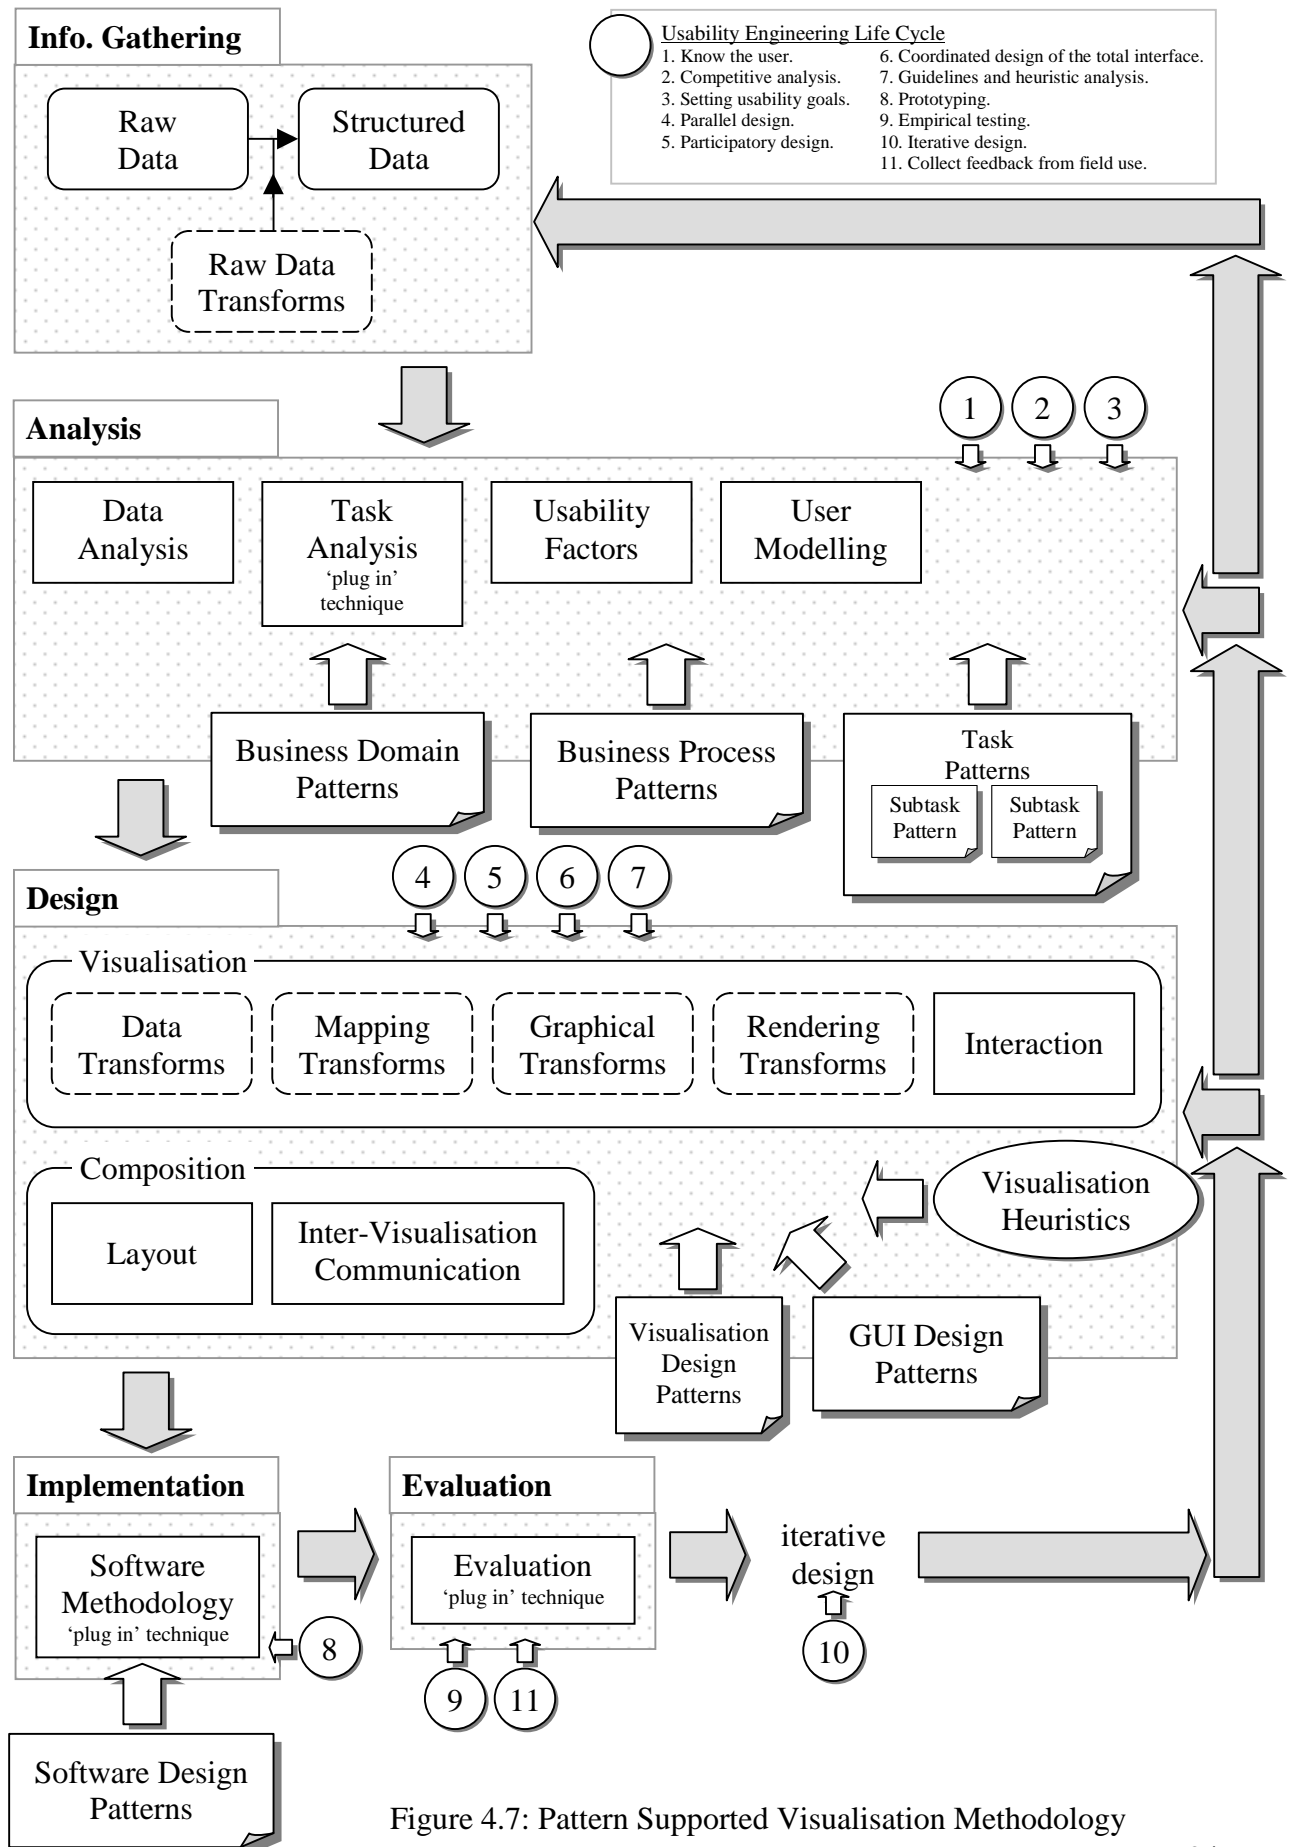 Info. Gathering
Usability Engineering Life Cycle
1. Know the user.
2. Competitive analysis.
3. Setting usability goals.
4. Parallel design.
5. Participatory design.
6. Coordinated design of the total interface.
7. Guidelines and heuristic analysis.
8. Prototyping.
9. Empirical testing.
10. Iterative design.
11. Collect feedback from field use.
Raw
Data
Structured
Data
Raw Data
Transforms
Analysis
1
2
3
Data
Analysis
Task
Analysis
‘plug in’
technique
Usability
Factors
User
Modelling
Business Domain
Patterns
Business Process
Patterns
Task
Patterns
Subtask
Pattern
Subtask
Pattern
Design
4
5
6
7
Visualisation
Data
Transforms
Mapping
Transforms
Graphical
Transforms
Rendering
Transforms
Interaction
Composition
Layout
Inter-Visualisation
Communication
Visualisation
Heuristics
Visualisation
Design
Patterns
GUI Design
Patterns
Implementation
Software
Methodology
‘plug in’ technique
8
Software Design
Patterns
Evaluation
Evaluation
‘plug in’ technique
9
11
iterative
design
10
Figure 4.7: Pattern Supported Visualisation Methodology